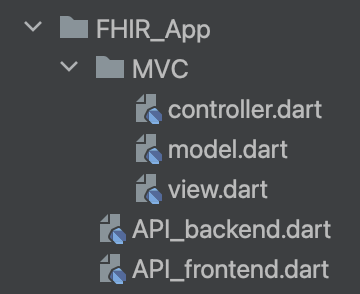 FHIR_App
MVC
controller.dart
model.dart
view.dart
API_backend.dart
API_frontend.dart